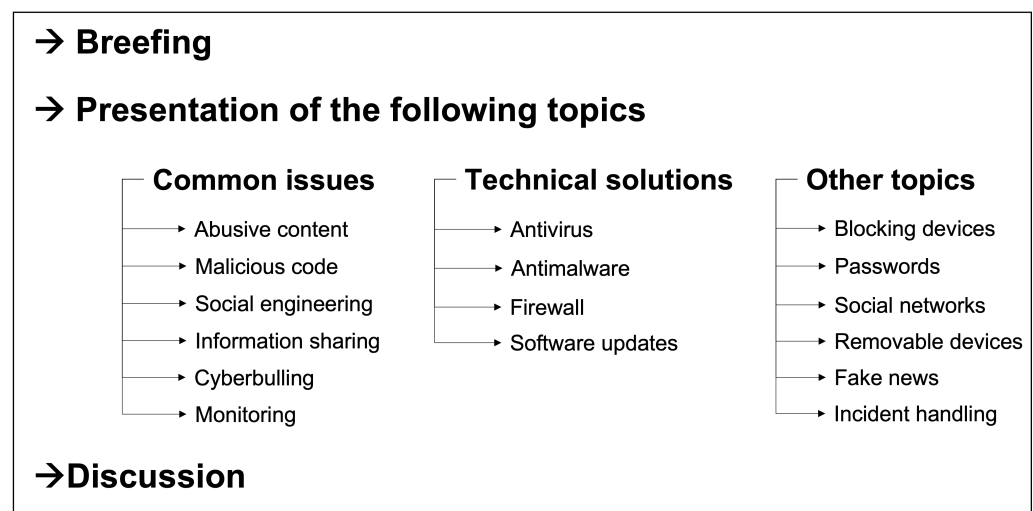 → Breefing
→ Presentation of the following topics
Common issues
Abusive content
Malicious code
Social engineering
Information sharing
Cyberbulling
Monitoring
Technical solutions
Antivirus
Antimalware
Firewall
Software updates
Other topics
Blocking devices
Passwords
Social networks
Removable devices
Fake news
Incident handling
→Discussion